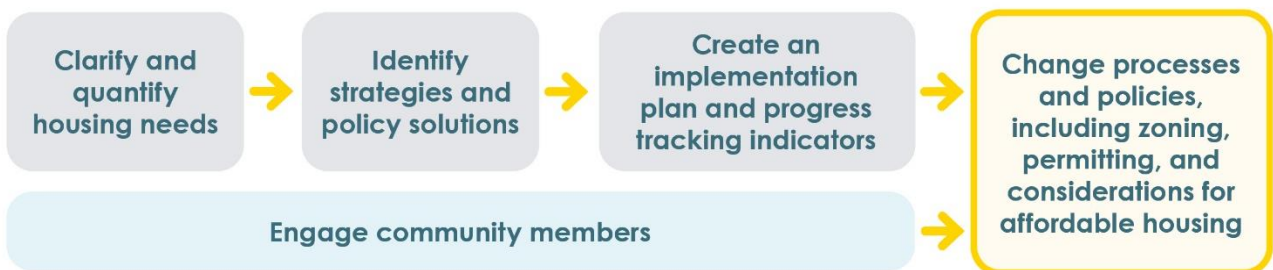 Clarify and
quantify
housing needs
Identify
strategies and
policy solutions
Create an
implementation
plan and progress
tracking indicators
Change processes
and policies,
including zoning,
permitting, and
considerations for
affordable housing
Engage community members